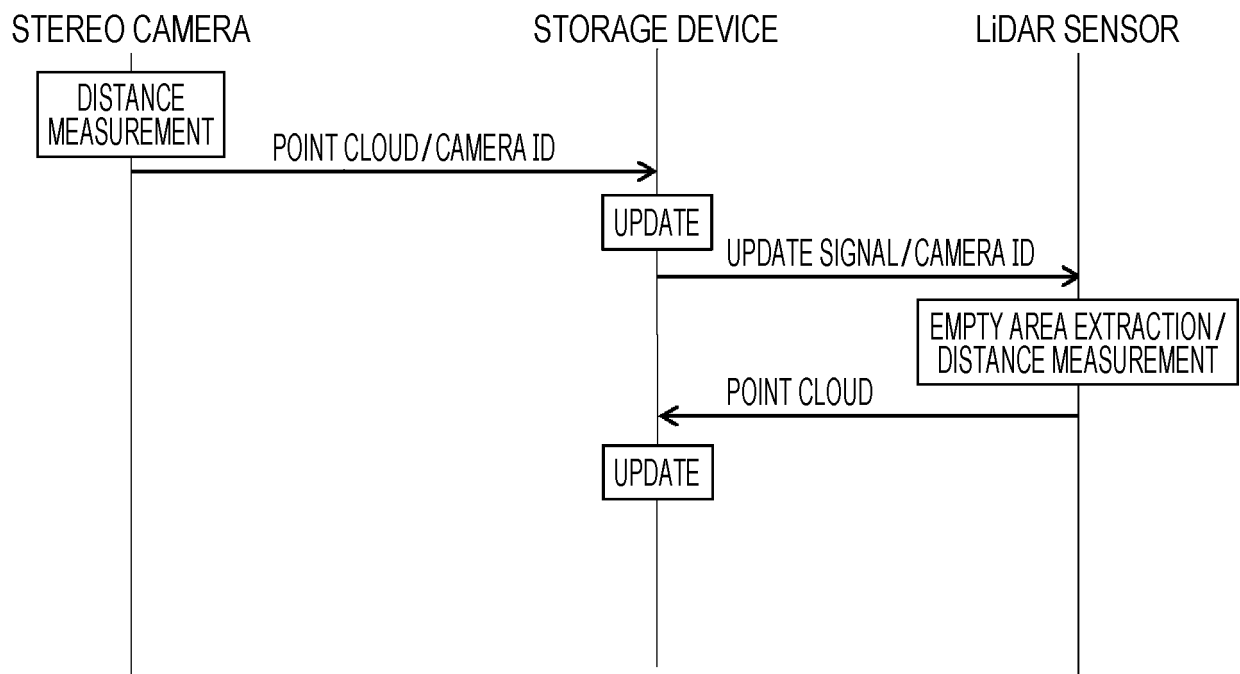 STEREO CAMERA
STORAGE DEVICE
LiDAR SENSOR
DISTANCE
MEASUREMENT
POINT CLOUD/CAMERA ID
UPDATE
UPDATE SIGNAL/CAMERA ID
EMPTY AREA EXTRACTION/
DISTANCE MEASUREMENT
POINT CLOUD
UPDATE